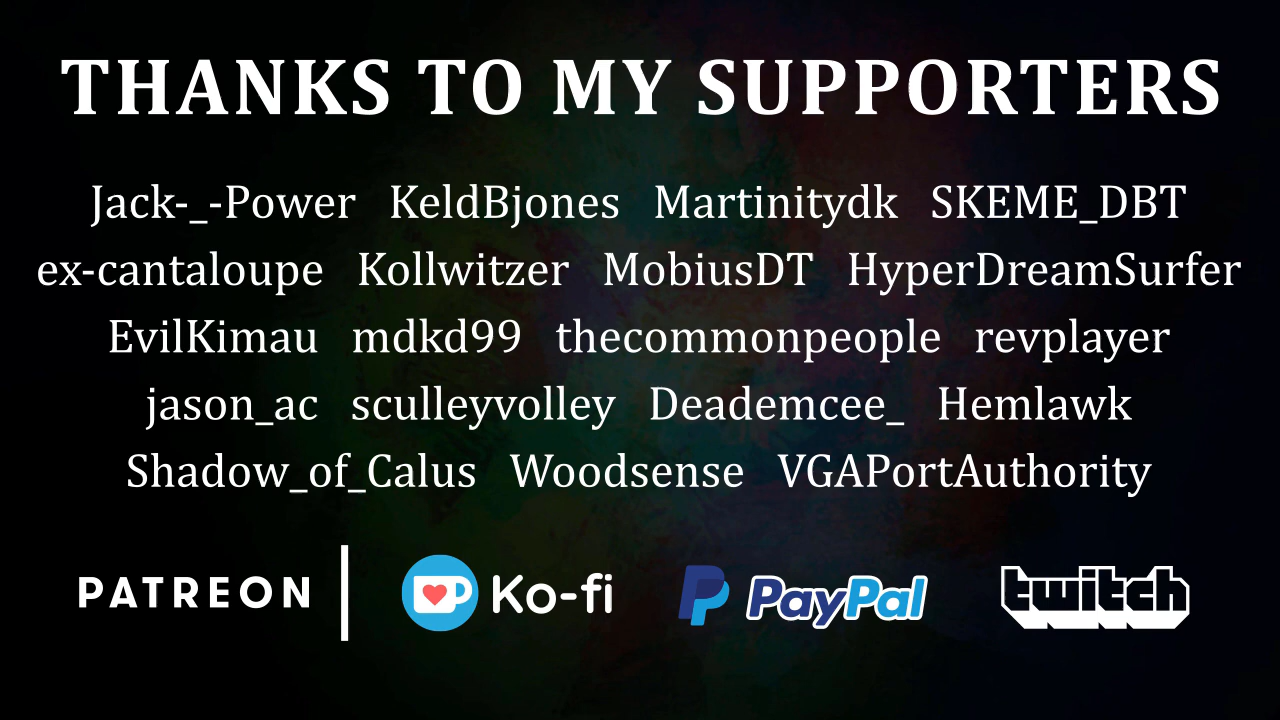 THANKS TO MY SUPPORTERS
Jack-_-Power KeldBjones Martinitydk SKEME_DBT
ex-cantaloupe Kollwitzer MobiusDT HyperDreamSurfer
EvilKimau mdkd99 thecommonpeople revplayer
jason_ac sculleyvolley Deademcee_ Hemlawk
Shadow_of_Calus Woodsense VGAPortAuthority
PATREON Ko-fi PayPal twitch